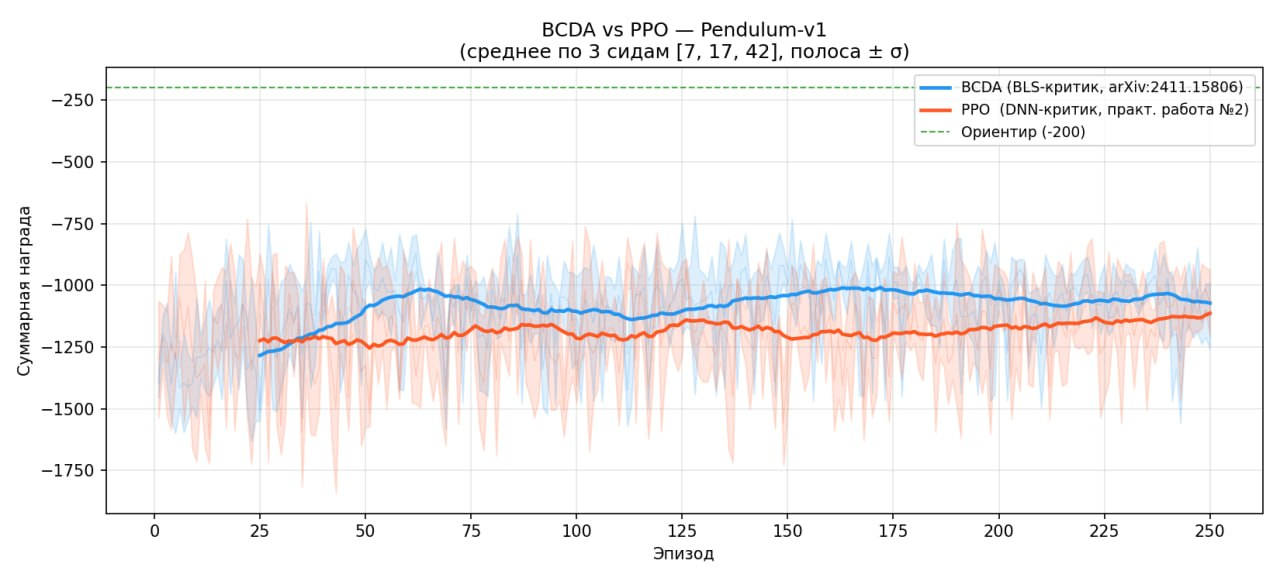 BCDA vs PPO — Pendulum-v1
(среднее по 3 сидам [7, 17, 42], полоса ± σ)
BCDA (BLS-критик, arXiv:2411.15806)
PPO  (DNN-критик, практ. работа №2)
Ориентир (-200)
Суммарная награда
−250
−500
−750
−1000
−1250
−1500
−1750
0 25 50 75 100 125 150 175 200 225 250
Эпизод